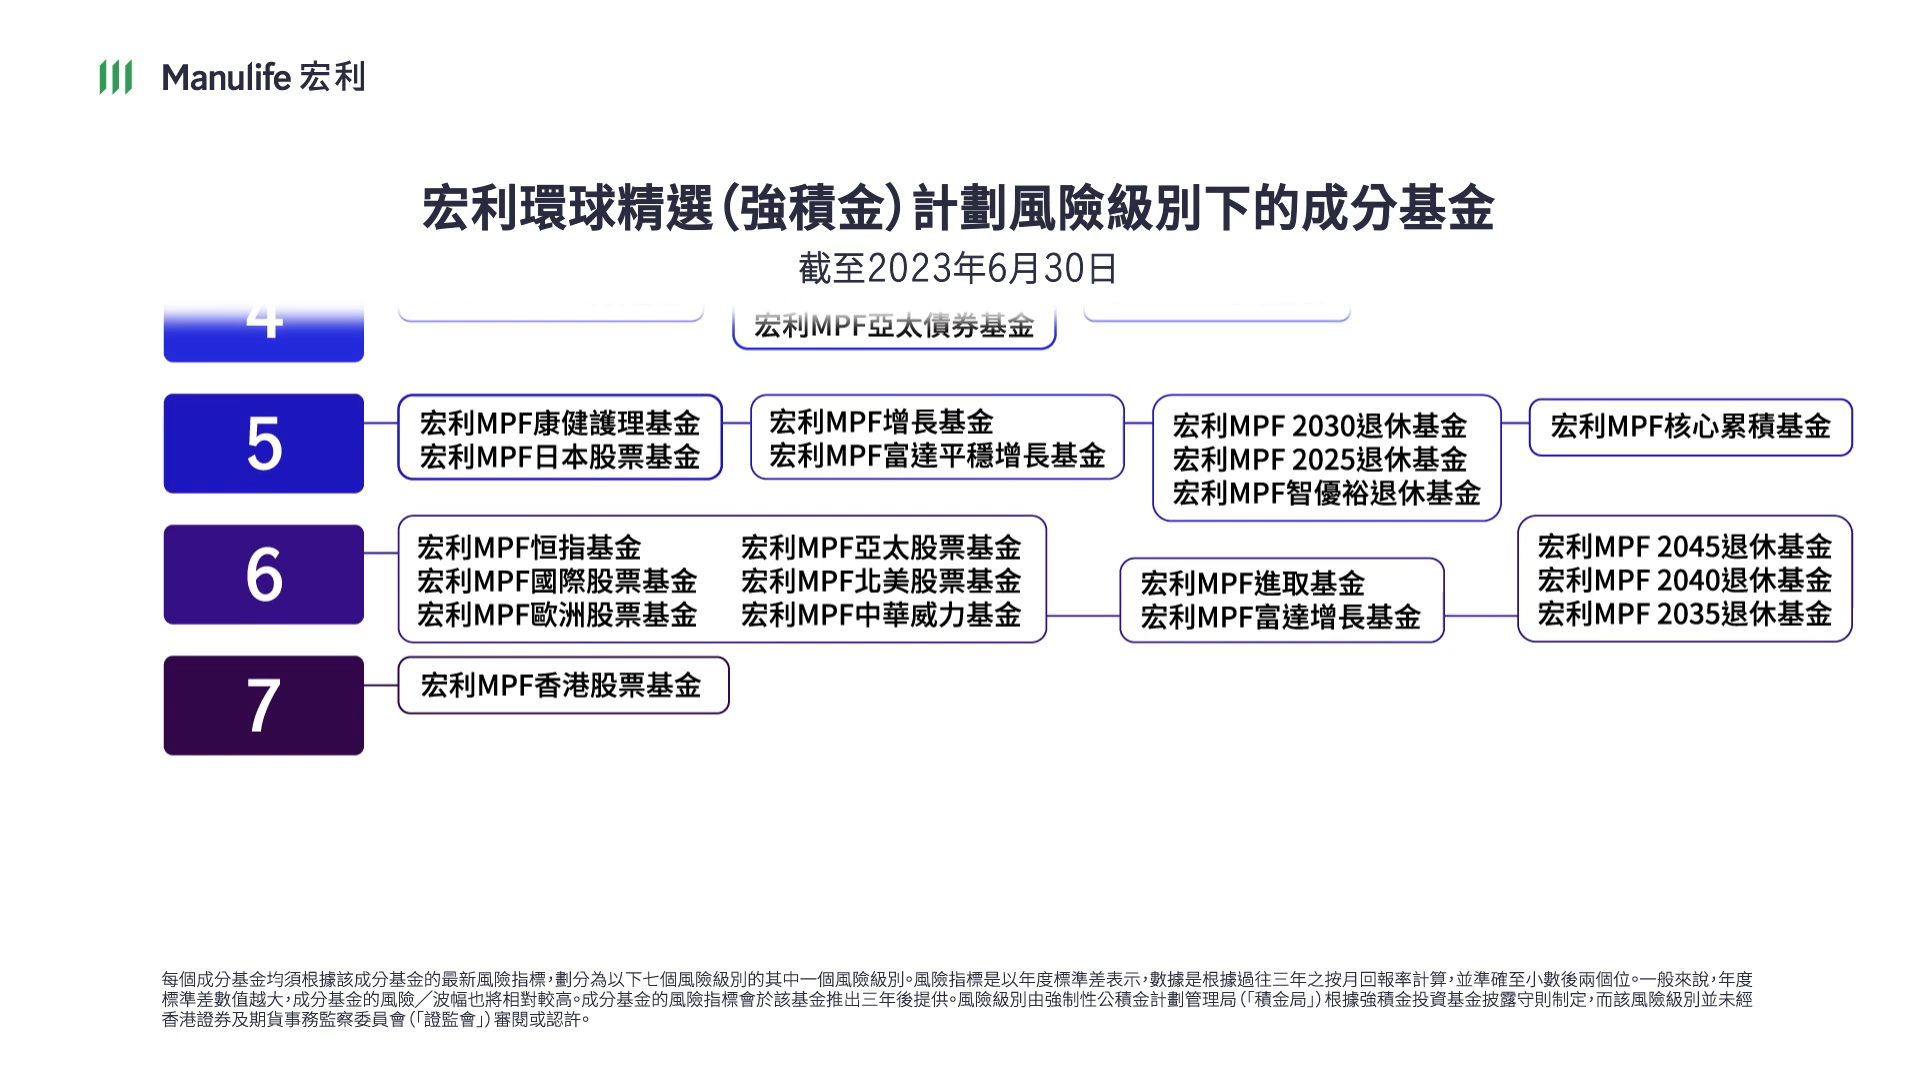 Manulife 宏利
宏利環球精選（強積金）計劃風險級別下的成分基金
截至2023年6月30日
4
宏利MPF亞太債券基金
5
宏利MPF康健護理基金
宏利MPF日本股票基金
宏利MPF增長基金
宏利MPF富達平穩增長基金
宏利MPF 2030退休基金
宏利MPF 2025退休基金
宏利MPF智優裕退休基金
宏利MPF核心累積基金
6
宏利MPF恒指基金
宏利MPF國際股票基金
宏利MPF歐洲股票基金
宏利MPF亞太股票基金
宏利MPF北美股票基金
宏利MPF中華威力基金
宏利MPF進取基金
宏利MPF富達增長基金
宏利MPF 2045退休基金
宏利MPF 2040退休基金
宏利MPF 2035退休基金
7
宏利MPF香港股票基金
每個成分基金均須根據該成分基金的最新風險指標，劃分為以下七個風險級別的其中一個風險級別。風險指標是以年度標準差表示，數據是根據過往三年之按月回報率計算，並準確至小數後兩個位。一般來說，年度
標準差數值越大，成分基金的風險／波幅也將相對較高。成分基金的風險指標會於該基金推出三年後提供。風險級別由強制性公積金計劃管理局（「積金局」）根據強積金投資基金披露守則制定，而該風險級別並未經
香港證券及期貨事務監察委員會（「證監會」）審閱或認許。